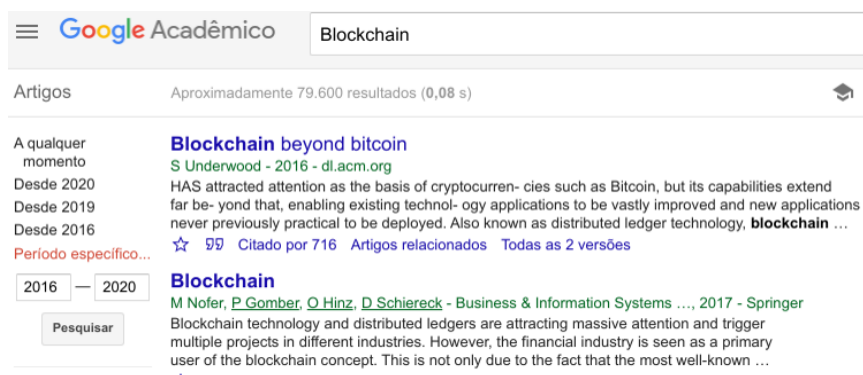 Google Acadêmico
Blockchain
Artigos
Aproximadamente 79.600 resultados (0,08 s)
A qualquer
momento
Desde 2020
Desde 2019
Desde 2016
Período específico...
2016 — 2020
Pesquisar
Blockchain beyond bitcoin
S Underwood - 2016 - dl.acm.org
HAS attracted attention as the basis of cryptocurren- cies such as Bitcoin, but its capabilities extend
far be- yond that, enabling existing technol- ogy applications to be vastly improved and new applications
never previously practical to be deployed. Also known as distributed ledger technology, blockchain ...
Citado por 716 Artigos relacionados Todas as 2 versões
Blockchain
M Nofer, P Gomber, O Hinz, D Schiereck - Business & Information Systems …, 2017 - Springer
Blockchain technology and distributed ledgers are attracting massive attention and trigger
multiple projects in different industries. However, the financial industry is seen as a primary
user of the blockchain concept. This is not only due to the fact that the most well-known …